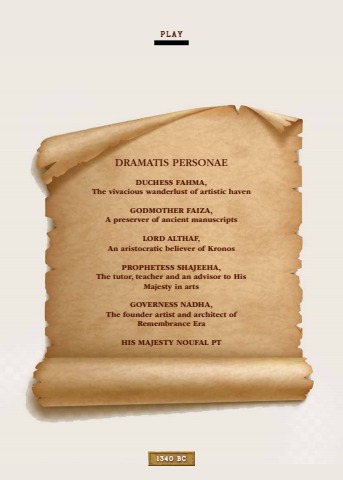 PLAY
DRAMATIS PERSONAE
DUCHESS FAHMA,
The vivacious wanderlust of artistic haven
GODMOTHER FAIZA,
A preserver of ancient manuscripts
LORD ALTHAF,
An aristocratic believer of Kronos
PROPHETESS SHAJEEHA,
The tutor, teacher and an advisor to His
Majesty in arts
GOVERNESS NADHA,
The founder artist and architect of
Remembrance Era
HIS MAJESTY NOUFAL PT
1340 BC